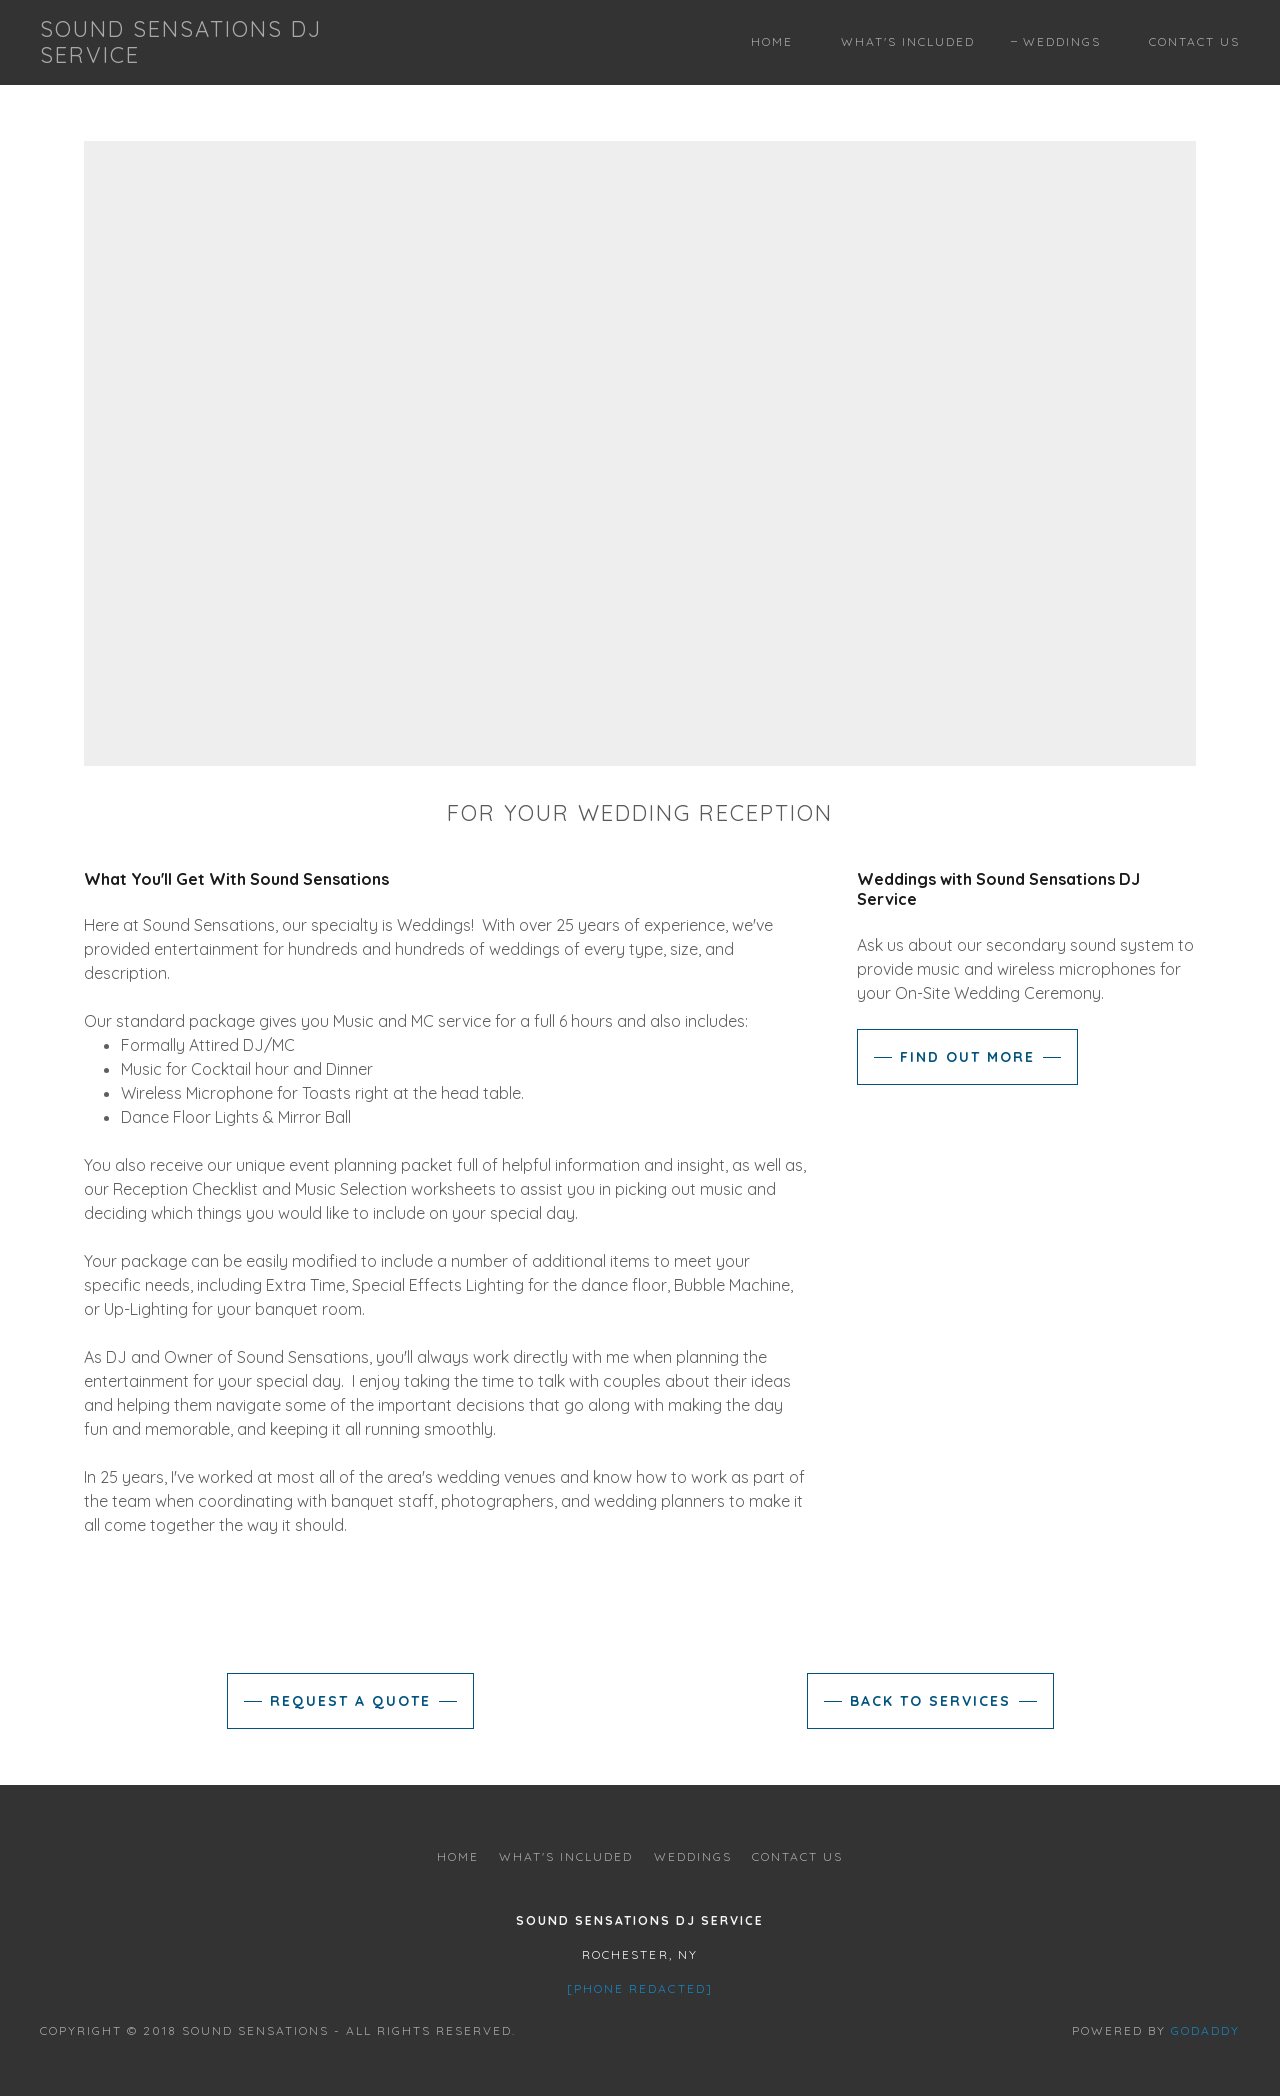 SOUND SENSATIONS DJ
SERVICE
HOME
WHAT'S INCLUDED
– WEDDINGS
CONTACT US
FOR YOUR WEDDING RECEPTION
What You'll Get With Sound Sensations
Here at Sound Sensations, our specialty is Weddings!  With over 25 years of experience, we've
provided entertainment for hundreds and hundreds of weddings of every type, size, and
description.
Our standard package gives you Music and MC service for a full 6 hours and also includes:
• Formally Attired DJ/MC
• Music for Cocktail hour and Dinner
• Wireless Microphone for Toasts right at the head table.
• Dance Floor Lights & Mirror Ball
You also receive our unique event planning packet full of helpful information and insight, as well as,
our Reception Checklist and Music Selection worksheets to assist you in picking out music and
deciding which things you would like to include on your special day.
Your package can be easily modified to include a number of additional items to meet your
specific needs, including Extra Time, Special Effects Lighting for the dance floor, Bubble Machine,
or Up-Lighting for your banquet room.
As DJ and Owner of Sound Sensations, you'll always work directly with me when planning the
entertainment for your special day.  I enjoy taking the time to talk with couples about their ideas
and helping them navigate some of the important decisions that go along with making the day
fun and memorable, and keeping it all running smoothly.
In 25 years, I've worked at most all of the area's wedding venues and know how to work as part of
the team when coordinating with banquet staff, photographers, and wedding planners to make it
all come together the way it should.
Weddings with Sound Sensations DJ
Service
Ask us about our secondary sound system to
provide music and wireless microphones for
your On-Site Wedding Ceremony.
FIND OUT MORE
REQUEST A QUOTE
BACK TO SERVICES
HOME
WHAT'S INCLUDED
WEDDINGS
CONTACT US
SOUND SENSATIONS DJ SERVICE
ROCHESTER, NY
[PHONE REDACTED]
COPYRIGHT © 2018 SOUND SENSATIONS - ALL RIGHTS RESERVED.
POWERED BY GODADDY